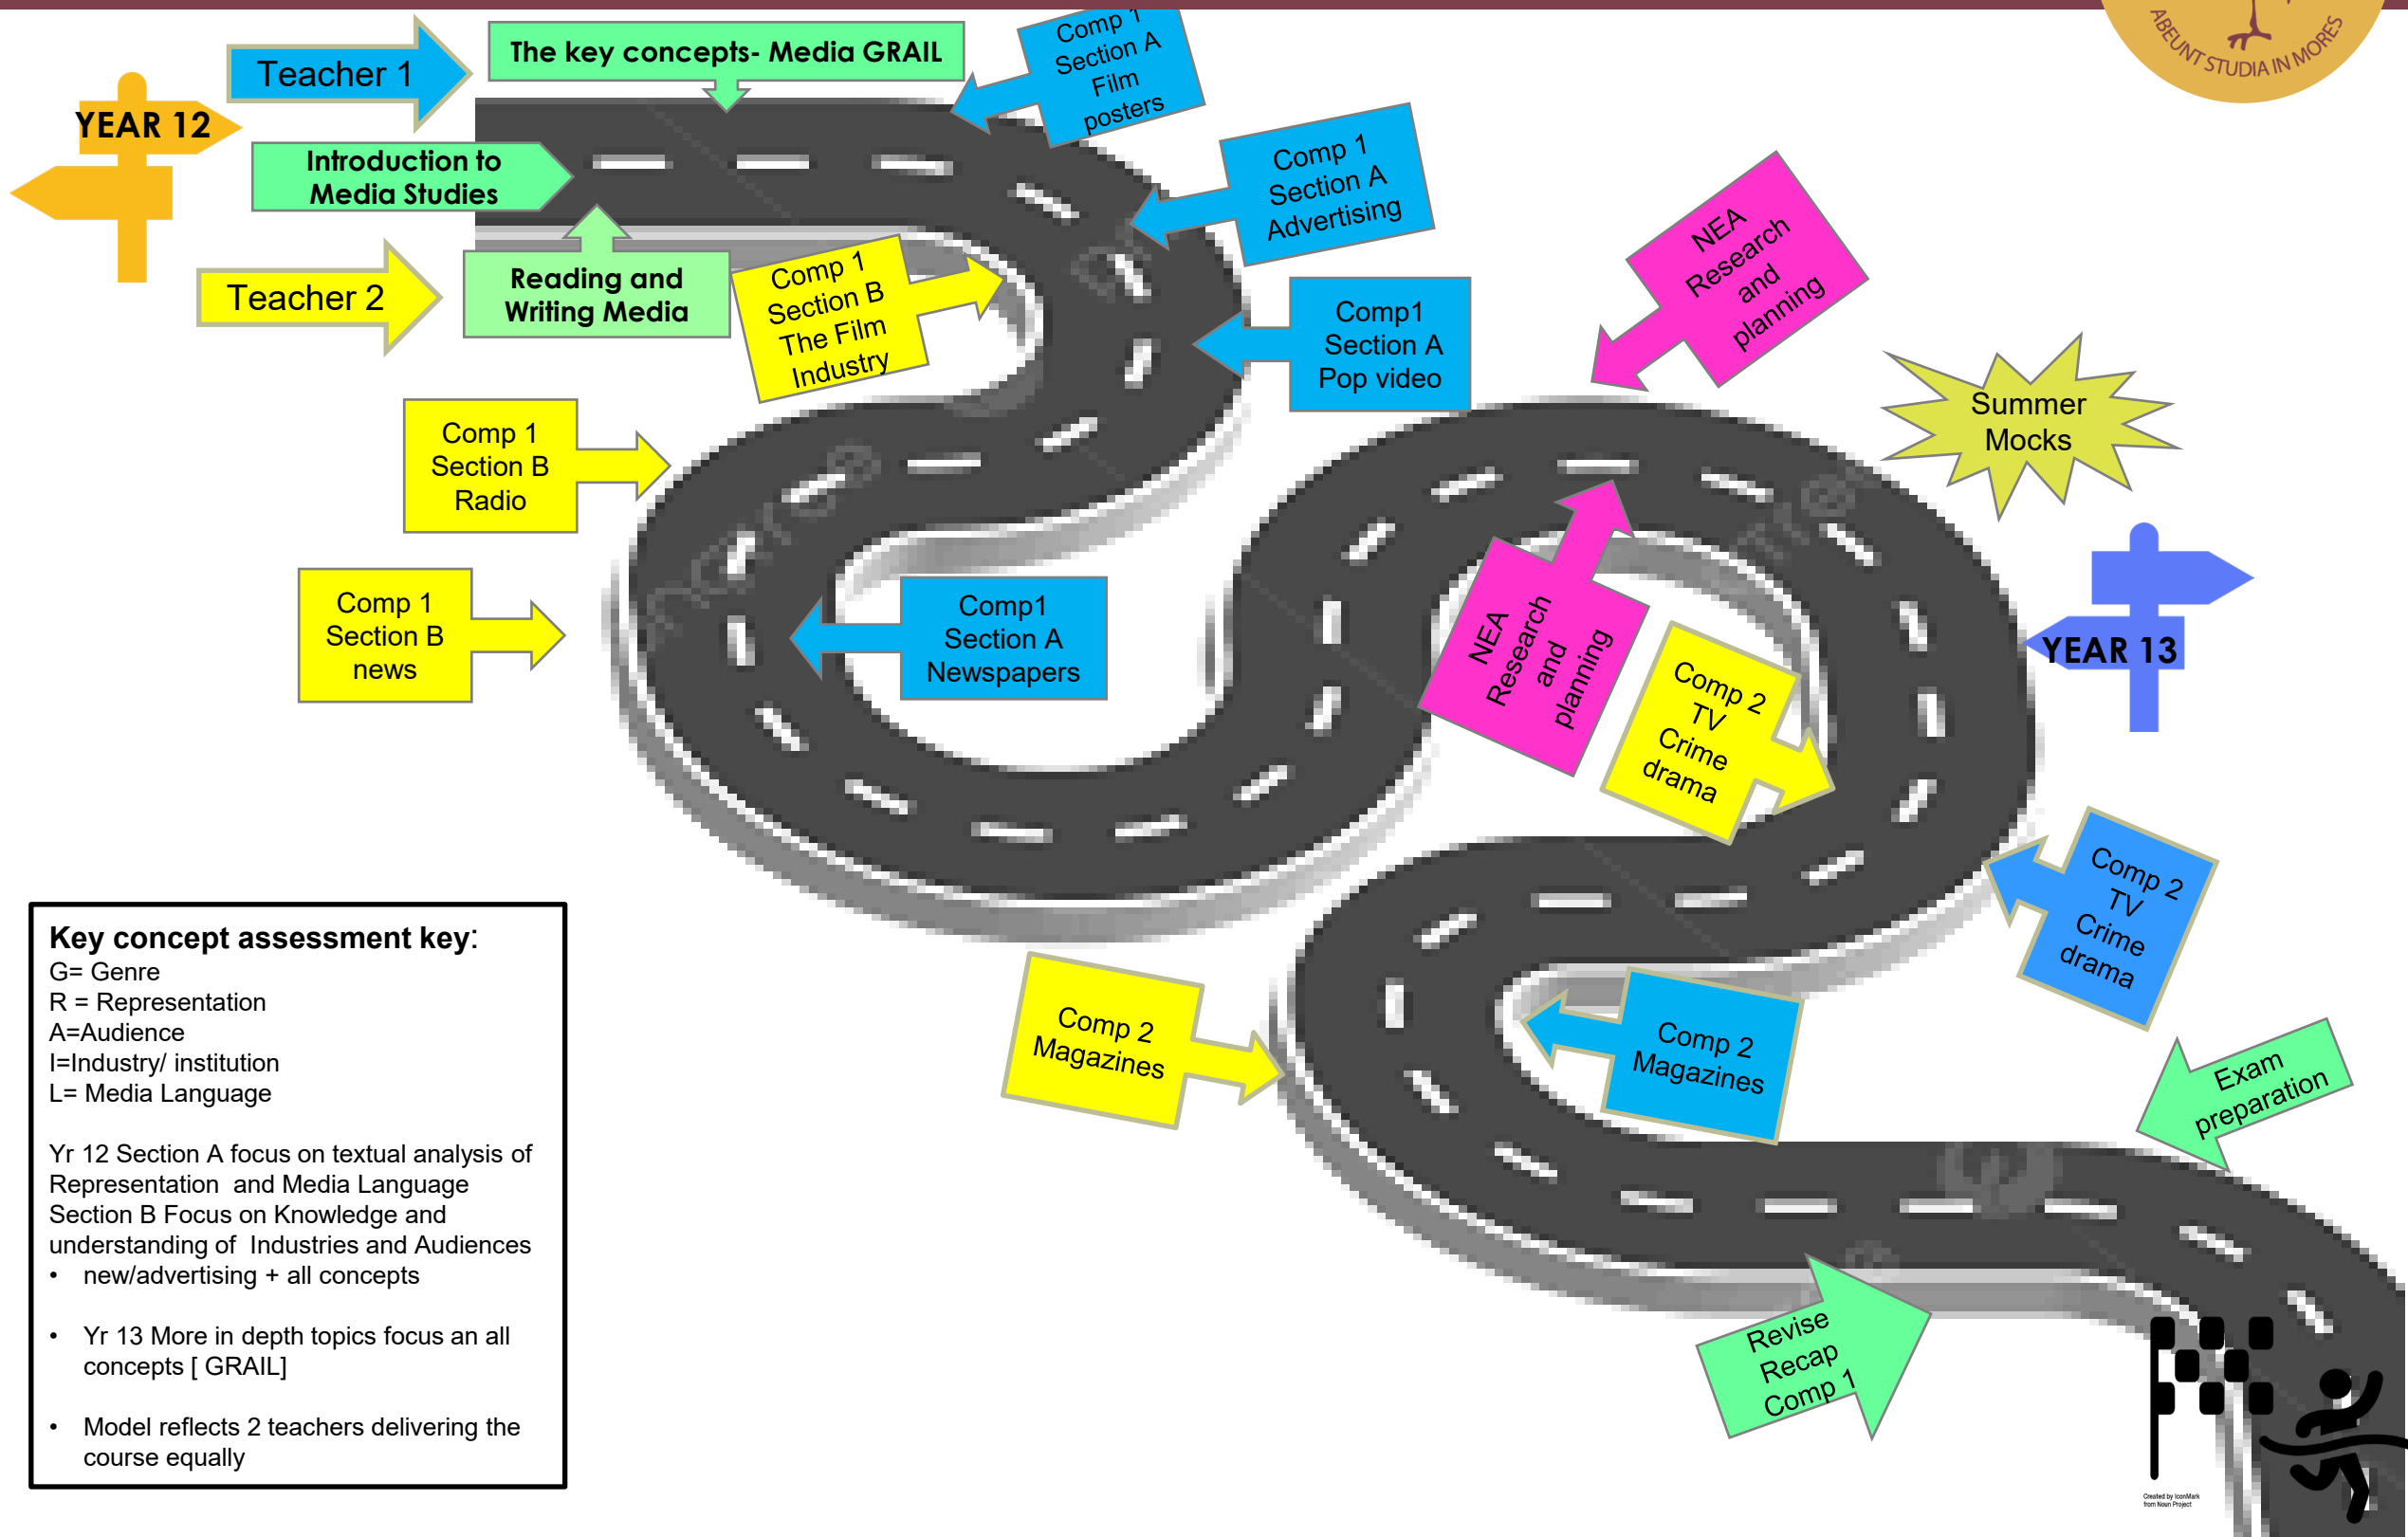 ABEUNT STUDIA IN MORES
YEAR 12
Teacher 1
The key concepts- Media GRAIL
Introduction to
Media Studies
Teacher 2
Reading and
Writing Media
Comp 1
Section A
Film
posters
Comp 1
Section A
Advertising
Comp 1
Section B
The Film
Industry
Comp1
Section A
Pop video
Comp 1
Section B
Radio
Comp 1
Section B
news
Comp1
Section A
Newspapers
NEA
Research
and
planning
NEA
Research
and
planning
Summer
Mocks
YEAR 13
Comp 2
TV
Crime
drama
Comp 2
TV
Crime
drama
Comp 2
Magazines
Comp 2
Magazines
Exam
preparation
Revise
Recap
Comp 1
Key concept assessment key:
G= Genre
R = Representation
A=Audience
I=Industry/ institution
L= Media Language
Yr 12 Section A focus on textual analysis of
Representation  and Media Language
Section B Focus on Knowledge and
understanding of  Industries and Audiences
• new/advertising + all concepts
• Yr 13 More in depth topics focus an all
concepts [ GRAIL]
• Model reflects 2 teachers delivering the
course equally
Created by IconMark
from Noun Project